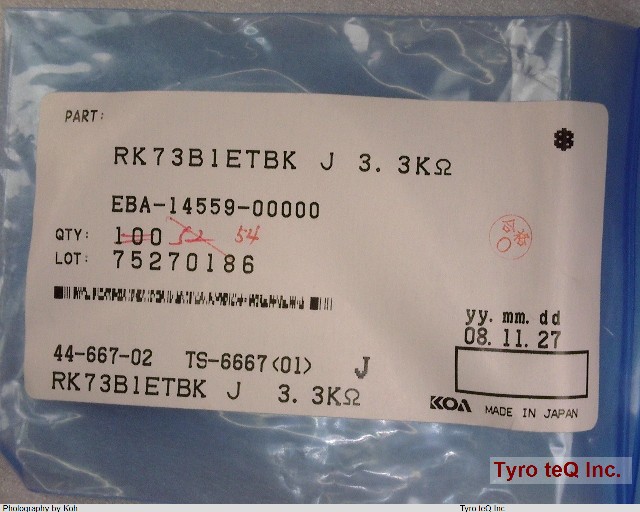 PART:
RK73B1ETBK J 3.3KΩ
EBA-14559-00000
QTY: 100 52 54
LOT: 75270186
合格
yy. mm. dd
08. 11. 27
44-667-02 TS-6667(01) J
RK73B1ETBK J 3.3KΩ
KOA MADE IN JAPAN
Tyro teQ Inc.
Photography by Koh Tyro teQ Inc